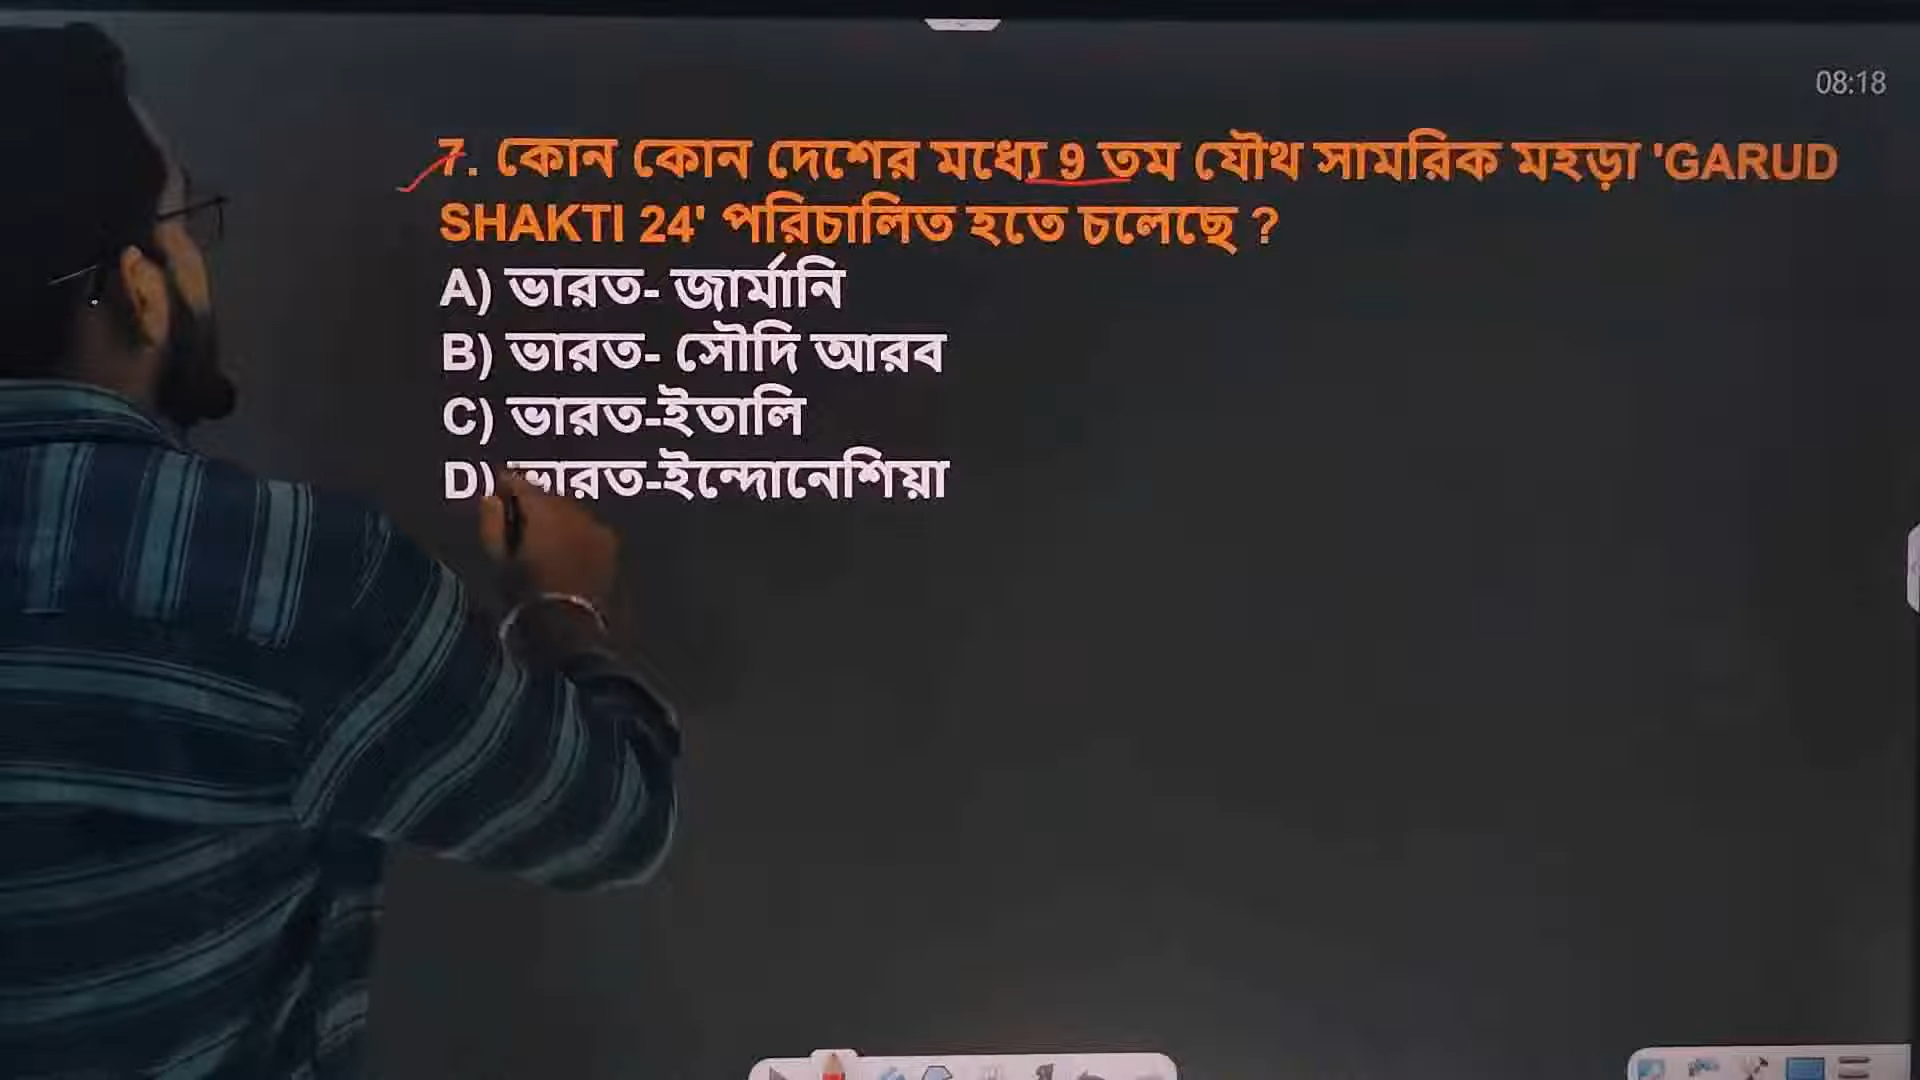 08:18
7. কোন কোন দেশের মধ্যে 9 তম যৌথ সামরিক মহড়া 'GARUD
SHAKTI 24' পরিচালিত হতে চলেছে ?
A) ভারত- জার্মানি
B) ভারত- সৌদি আরব
C) ভারত-ইতালি
D) ভারত-ইন্দোনেশিয়া